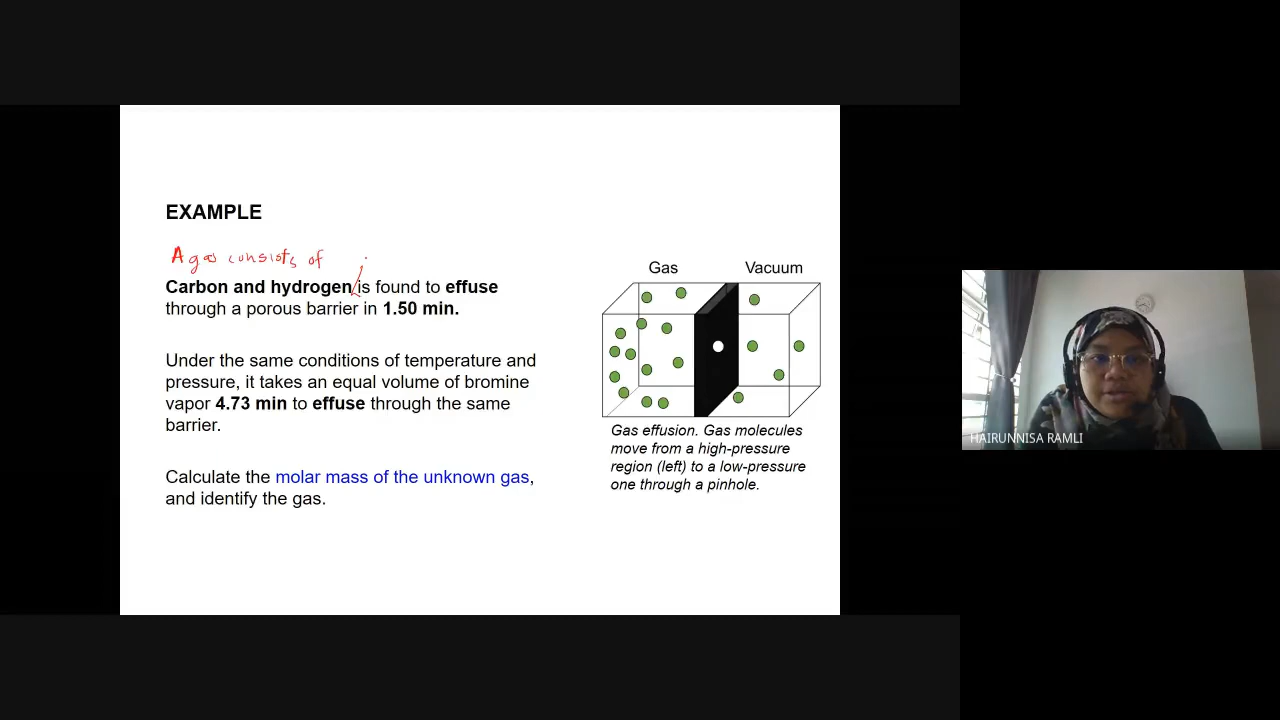 EXAMPLE
A gas consists of
Carbon and hydrogen is found to effuse
through a porous barrier in 1.50 min.
Under the same conditions of temperature and
pressure, it takes an equal volume of bromine
vapor 4.73 min to effuse through the same
barrier.
Calculate the molar mass of the unknown gas,
and identify the gas.
Gas
Vacuum
Gas effusion. Gas molecules
move from a high-pressure
region (left) to a low-pressure
one through a pinhole.
HAIRUNNISA RAMLI